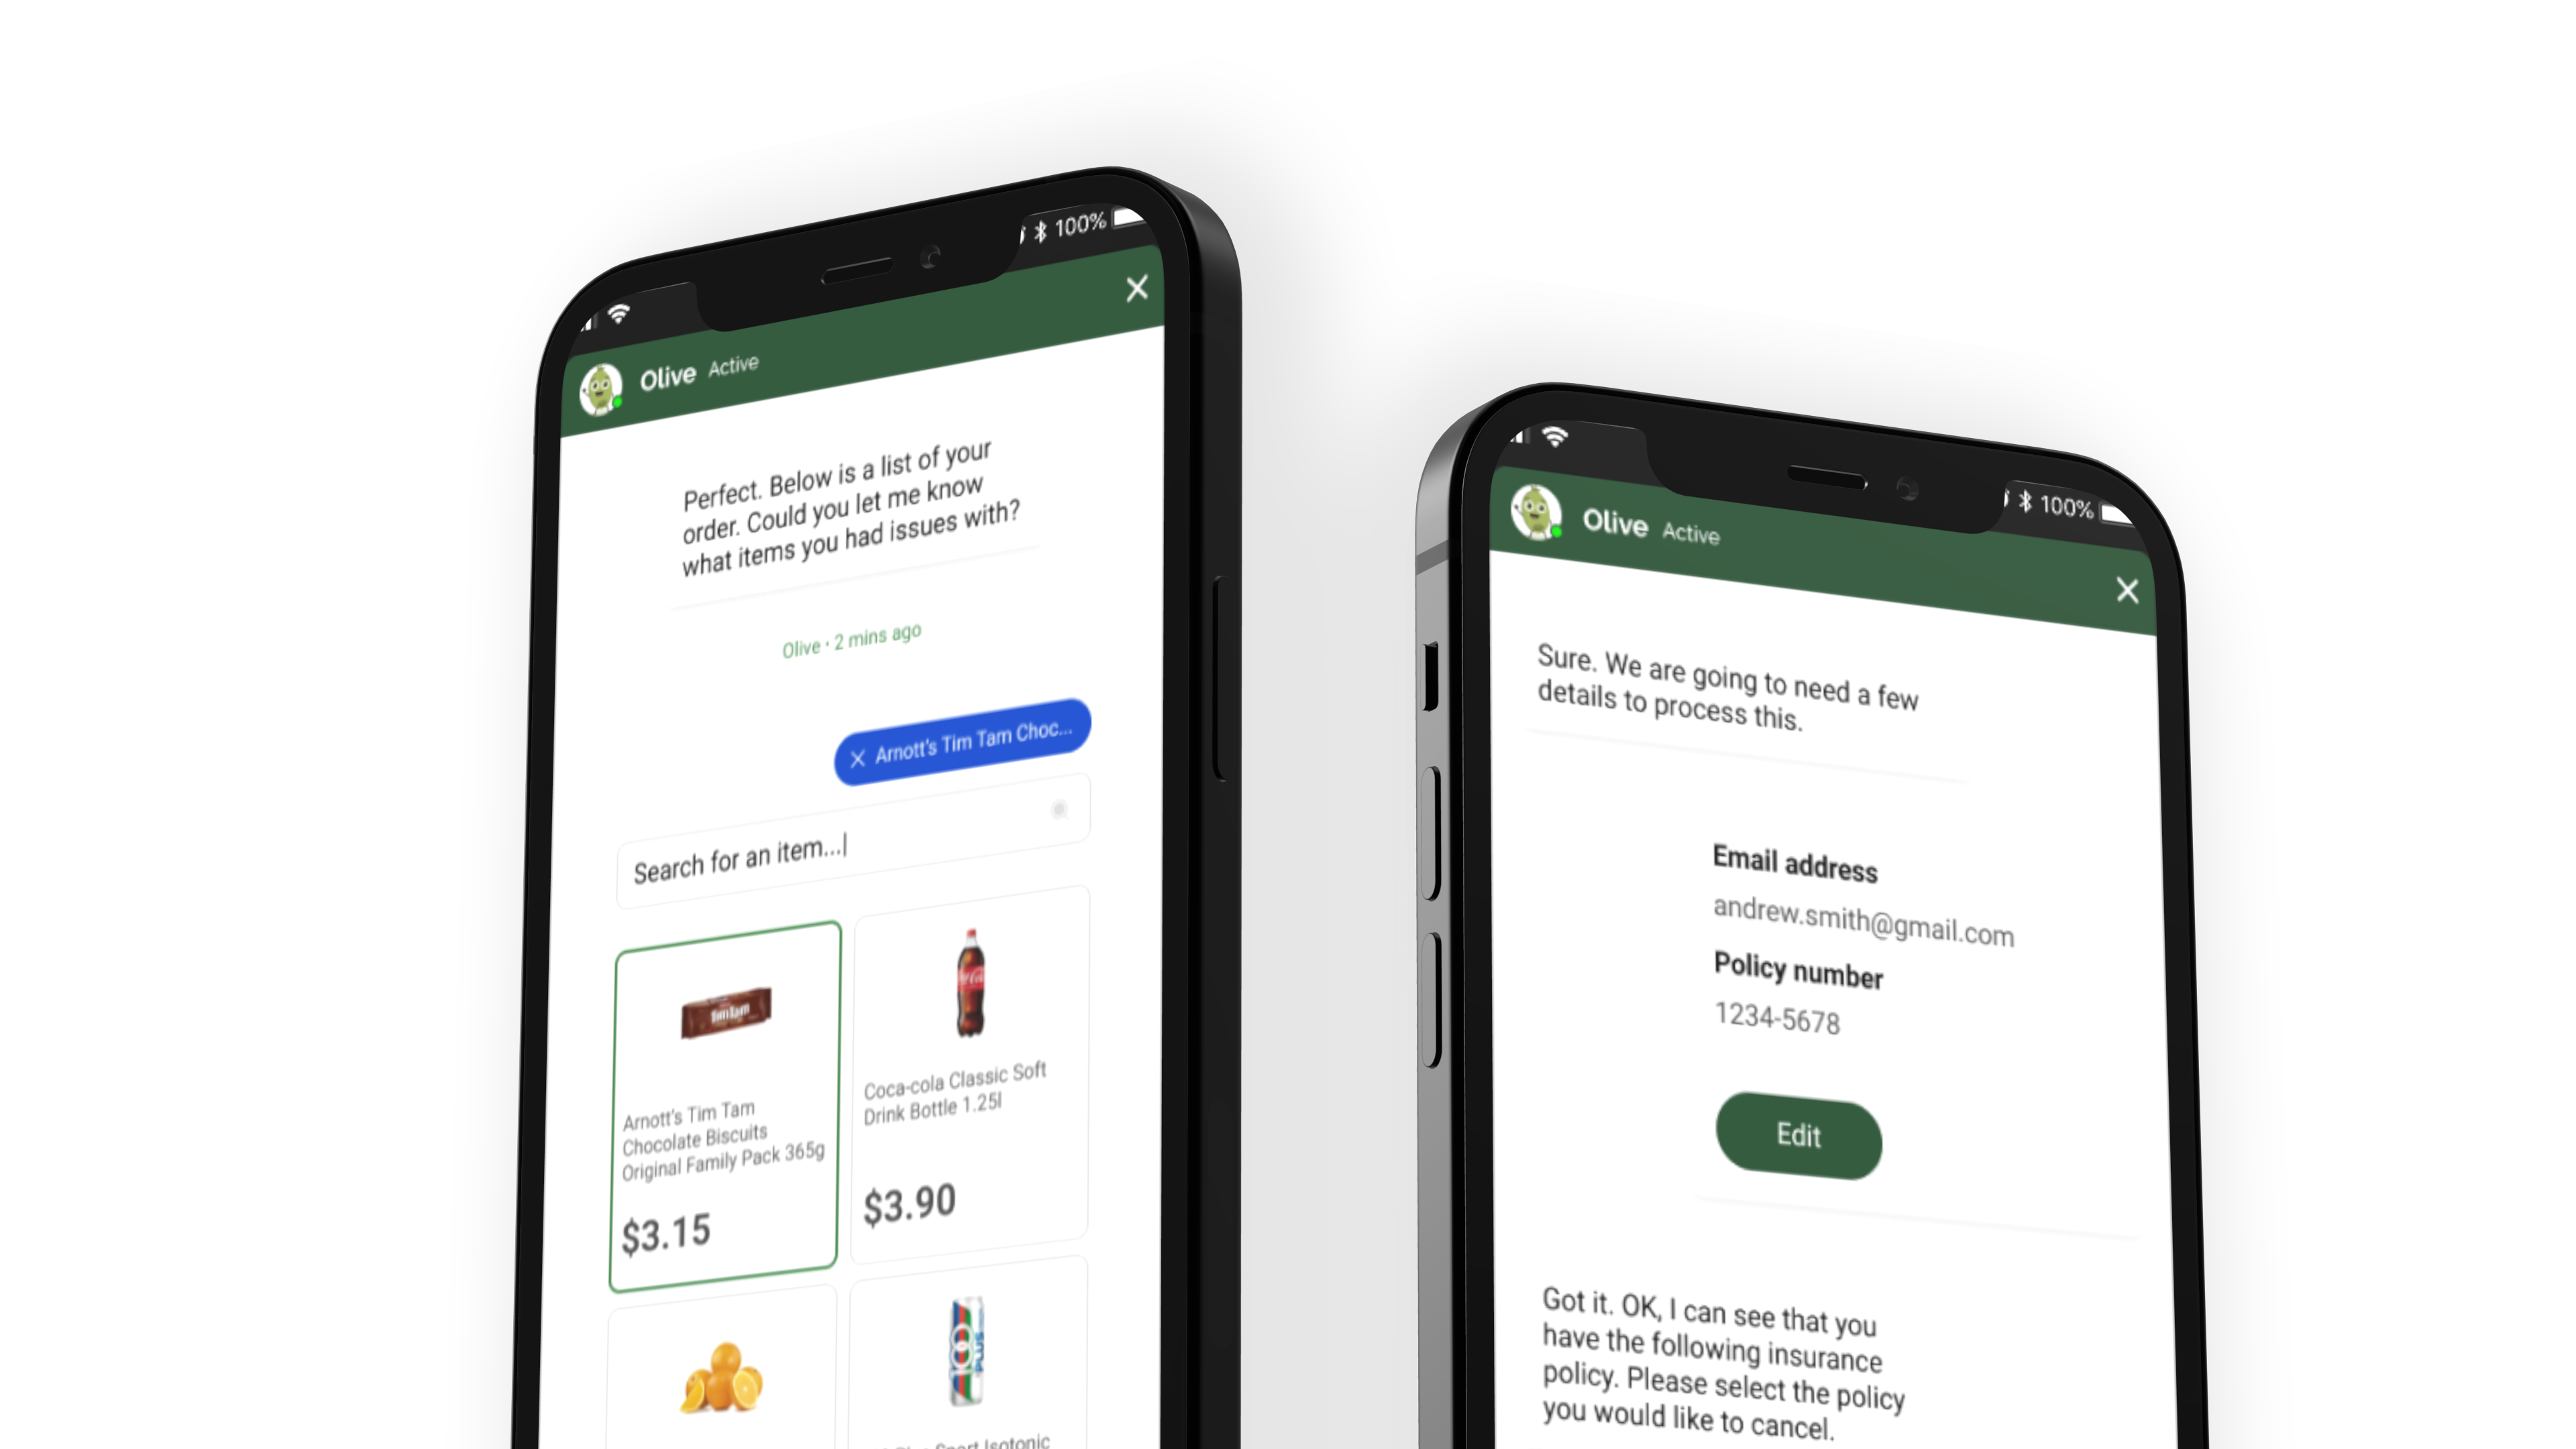 100%
Olive Active
Perfect. Below is a list of your
order. Could you let me know
what items you had issues with?
Olive • 2 mins ago
Arnott's Tim Tam Choc...
Search for an item...
TimTam
Arnott's Tim Tam
Chocolate Biscuits
Original Family Pack 365g
$3.15
Coca-cola Classic Soft
Drink Bottle 1.25l
$3.90
100 PLUS
Isotonic
100%
Olive Active
Sure. We are going to need a few
details to process this.
Email address
andrew.smith@gmail.com
Policy number
1234-5678
Edit
Got it. OK, I can see that you
have the following insurance
policy. Please select the policy
you would like to cancel.